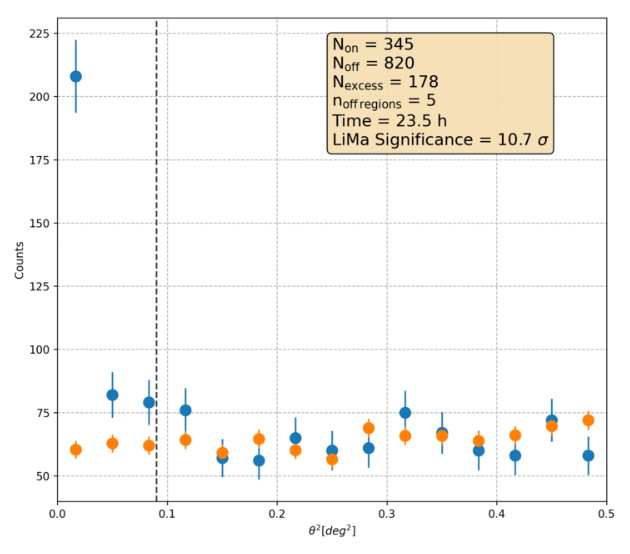 N_on = 345
N_off = 820
N_excess = 178
n_off regions = 5
Time = 23.5 h
LiMa Significance = 10.7 σ
225
200
175
150
125
100
75
50
Counts
0.0 0.1 0.2 0.3 0.4 0.5
θ²[deg²]